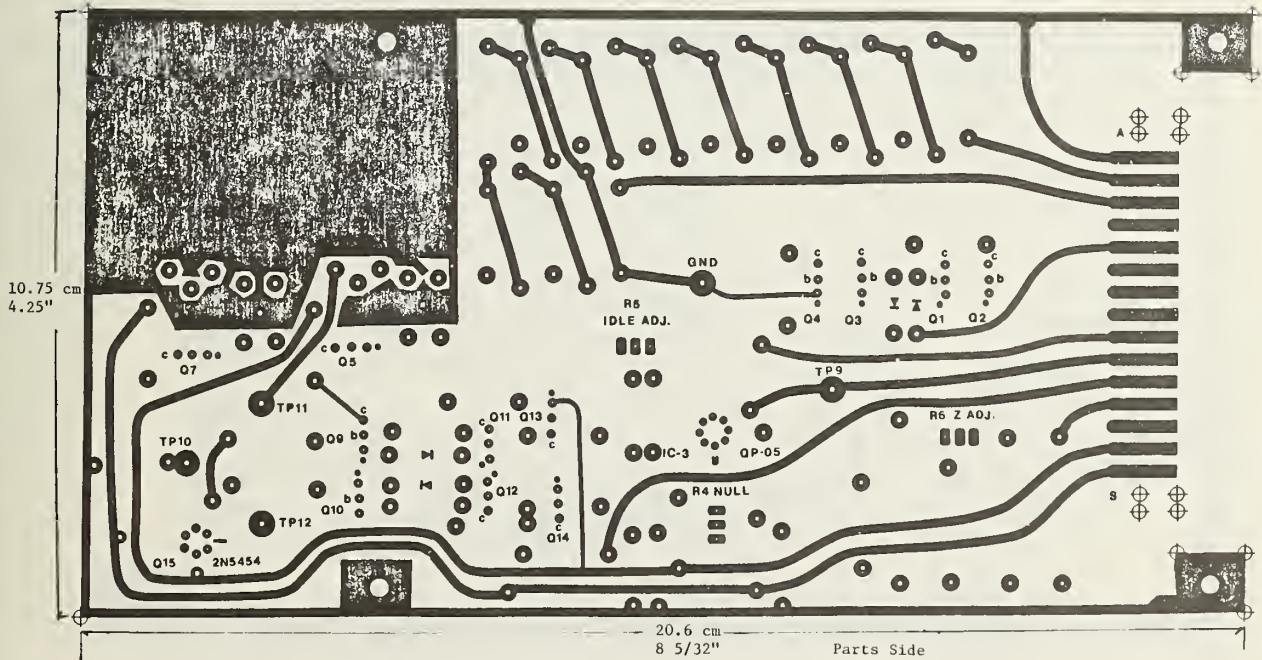 A
GND
c
c
c
c
10.75 cm
4.25"
b
b
b
b
R5
IDLE ADJ.
Q4
Q3
Q1
Q2
c
Q7
c
Q5
TP9
TP11
c
Q11
Q13
R6 Z ADJ.
Q9
b
c
c
TP10
IC-3
OP-05
R4 NULL
b
Q10
c
Q12
S
TP12
c
Q14
Q15
2N5454
20.6 cm
8 5/32"
Parts Side